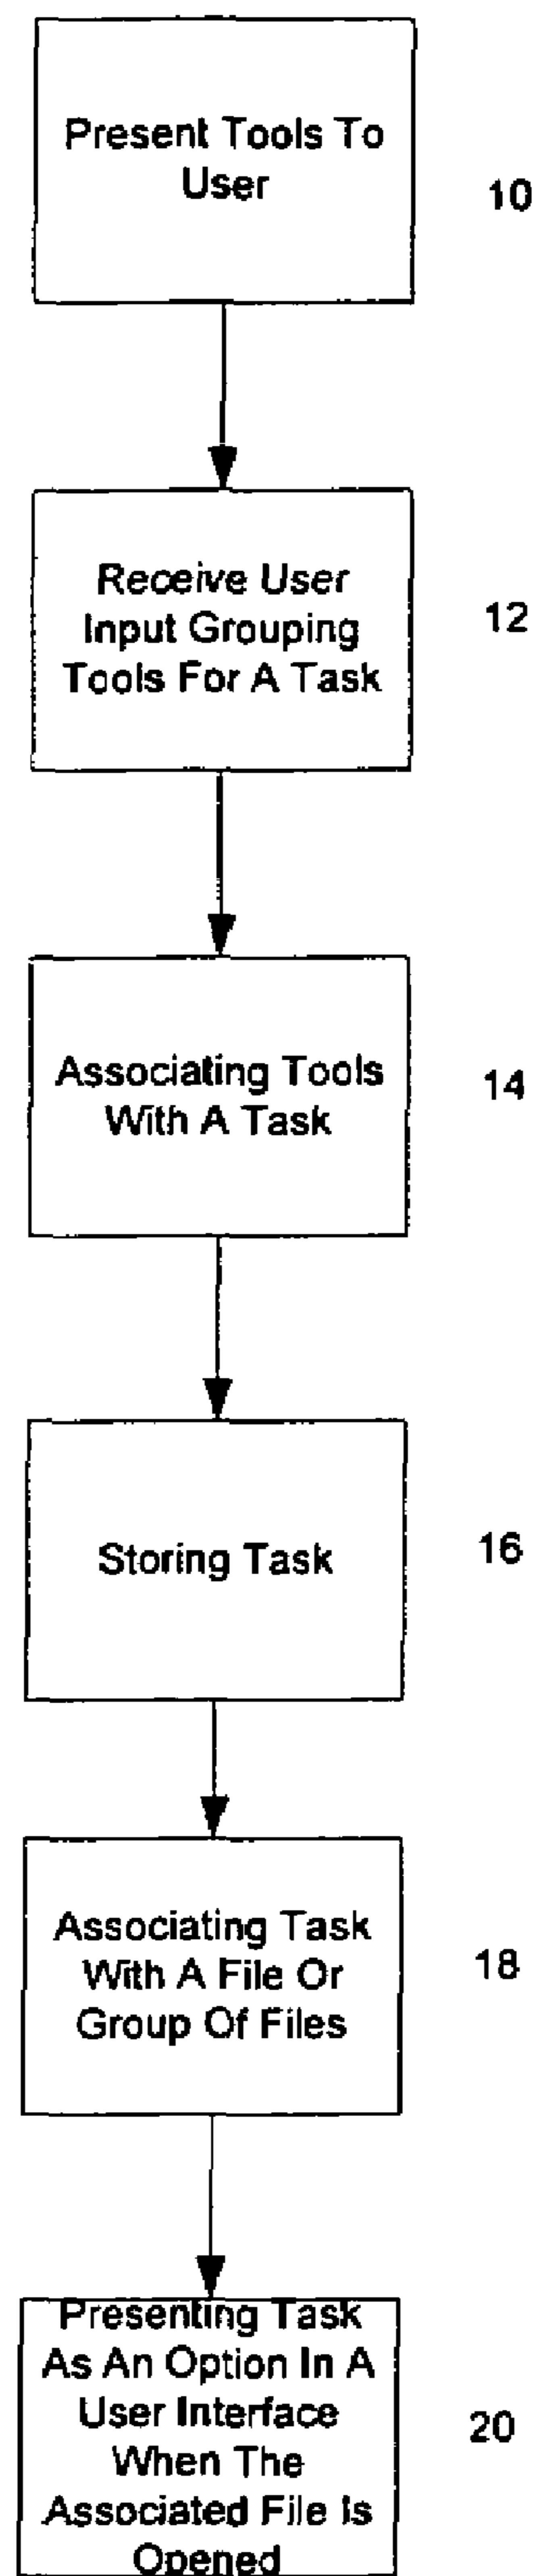 Present Tools To
User
10
Receive User
Input Grouping
Tools For A Task
12
Associating Tools
With A Task
14
Storing Task
16
Associating Task
With A File Or
Group Of Files
18
Presenting Task
As An Option In A
User Interface
When The
Associated File Is
Opened
20